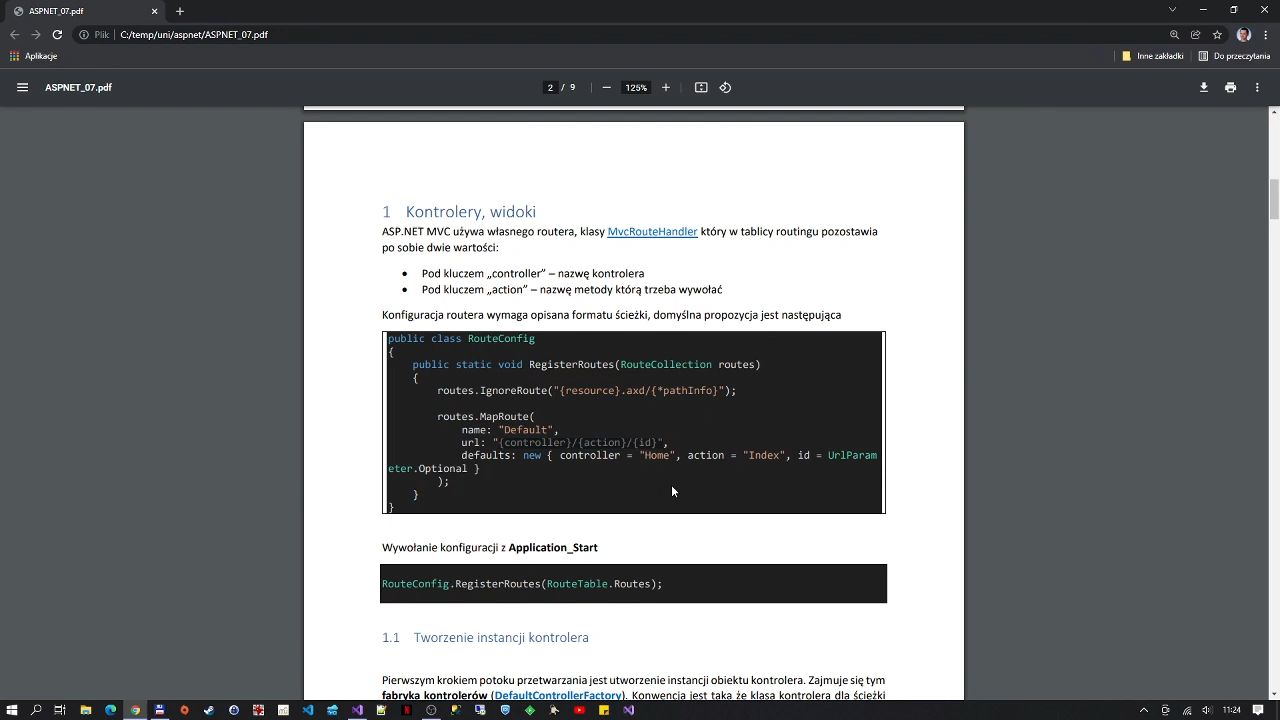 ASPNET_07.pdf
Plik
C:/temp/uni/aspnet/ASPNET_07.pdf
Aplikacje
Inne zakładki
Do przeczytania
ASPNET_07.pdf
2 / 9
125%
1 Kontrolery, widoki
ASP.NET MVC używa własnego routera, klasy MvcRouteHandler który w tablicy routingu pozostawia
po sobie dwie wartości:
• Pod kluczem „controller” – nazwę kontrolera
• Pod kluczem „action” – nazwę metody którą trzeba wywołać
Konfiguracja routera wymaga opisana formatu ścieżki, domyślna propozycja jest następująca
public class RouteConfig
{
public static void RegisterRoutes(RouteCollection routes)
{
routes.IgnoreRoute("{resource}.axd/{*pathInfo}");
routes.MapRoute(
name: "Default",
url: "{controller}/{action}/{id}",
defaults: new { controller = "Home", action = "Index", id = UrlParam
eter.Optional }
);
}
}
Wywołanie konfiguracji z Application_Start
RouteConfig.RegisterRoutes(RouteTable.Routes);
1.1 Tworzenie instancji kontrolera
Pierwszym krokiem potoku przetwarzania jest utworzenie instancji obiektu kontrolera. Zajmuje się tym
fabryka kontrolerów (DefaultControllerFactory). Konwencja jest taka że klasa kontrolera dla ścieżki
11:24